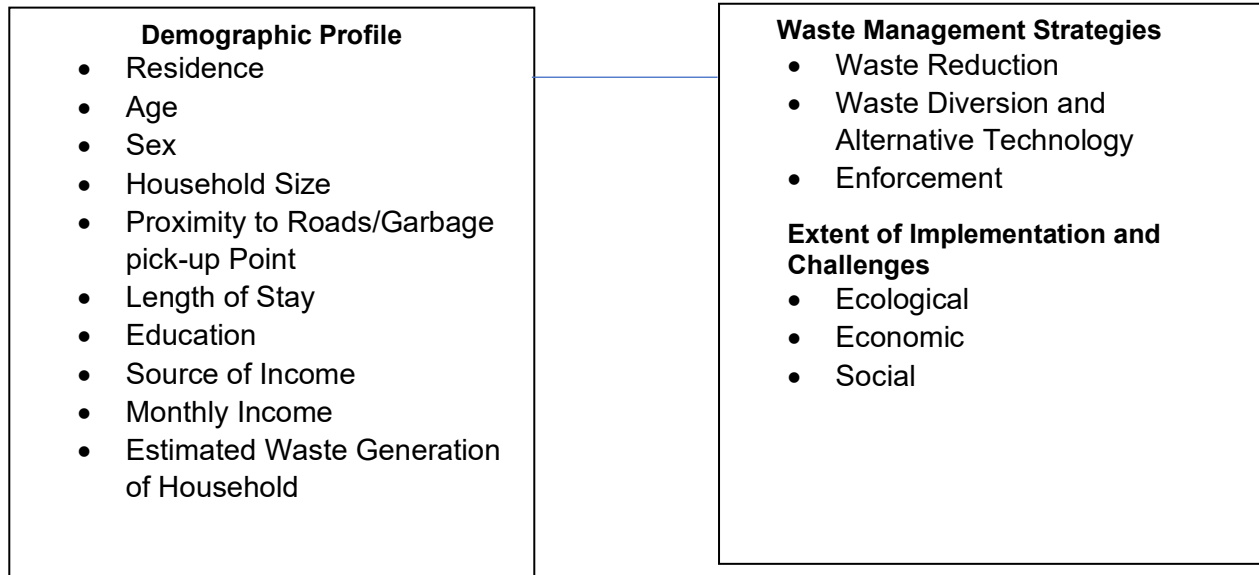 Demographic Profile
• Residence
• Age
• Sex
• Household Size
• Proximity to Roads/Garbage
pick-up Point
• Length of Stay
• Education
• Source of Income
• Monthly Income
• Estimated Waste Generation
of Household
Waste Management Strategies
• Waste Reduction
• Waste Diversion and
Alternative Technology
• Enforcement
Extent of Implementation and
Challenges
• Ecological
• Economic
• Social